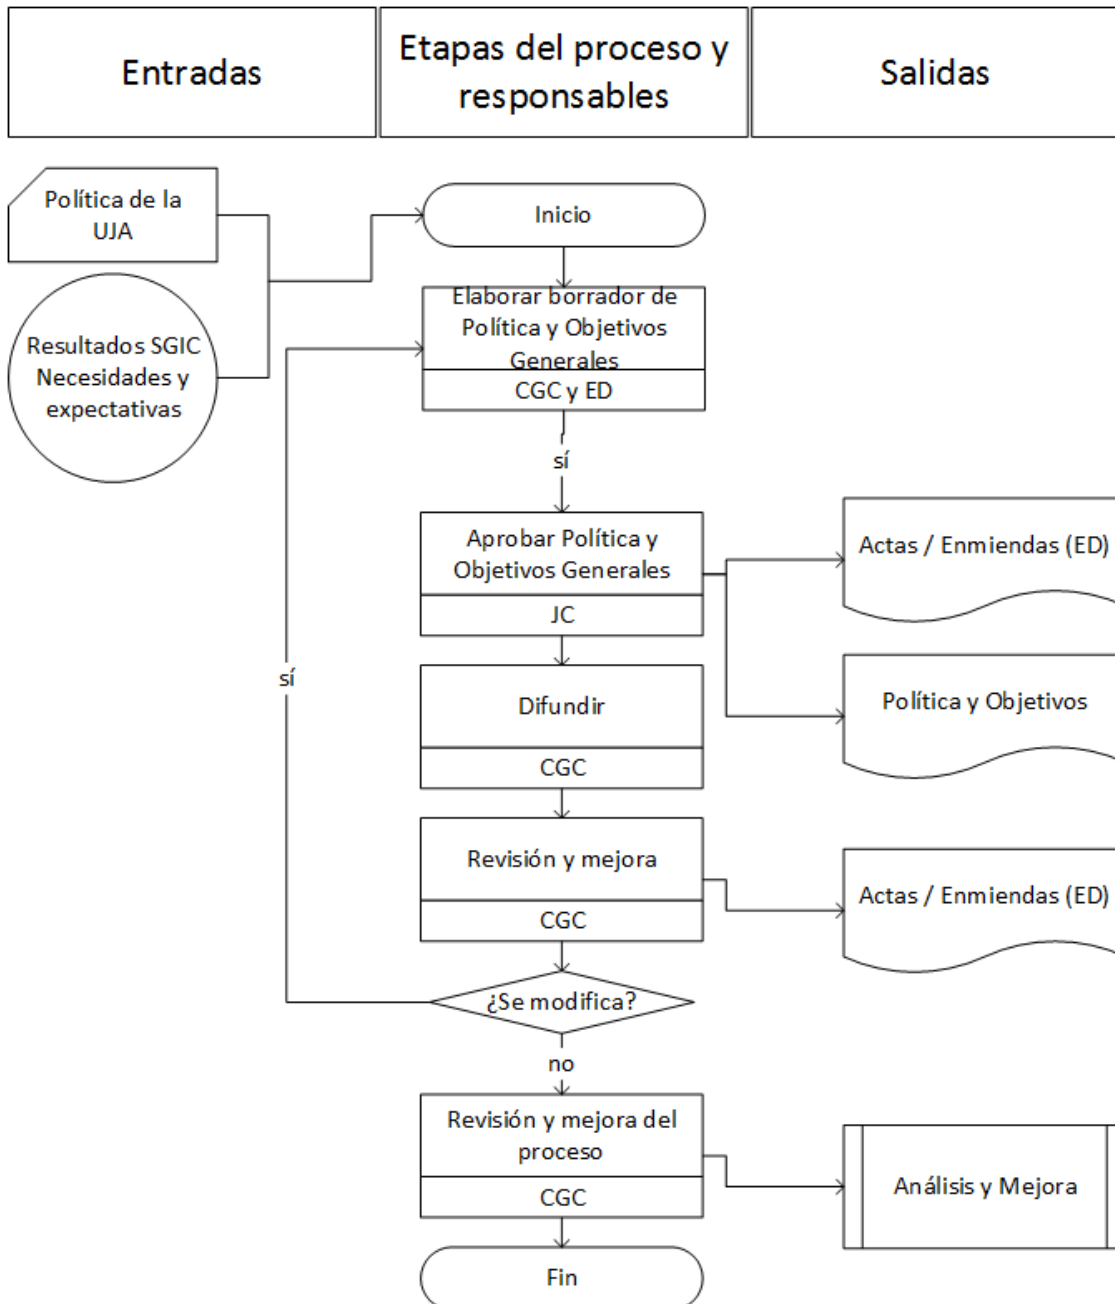 Entradas
Etapas del proceso y
responsables
Salidas
Política de la
UJA
Inicio
Resultados SGIC
Necesidades y
expectativas
Elaborar borrador de
Política y Objetivos
Generales
CGC y ED
sí
Aprobar Política y
Objetivos Generales
JC
Actas / Enmiendas (ED)
sí
Difundir
CGC
Política y Objetivos
Revisión y mejora
CGC
Actas / Enmiendas (ED)
¿Se modifica?
no
Revisión y mejora del
proceso
CGC
Análisis y Mejora
Fin